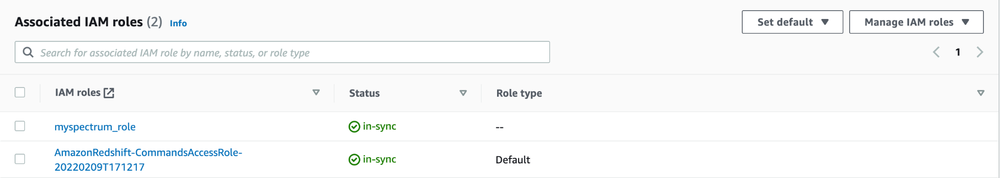 Associated IAM roles (2) Info
Set default
Manage IAM roles
Search for associated IAM role by name, status, or role type
1
IAM roles
Status
Role type
myspectrum_role
in-sync
--
AmazonRedshift-CommandsAccessRole-
20220209T171217
in-sync
Default